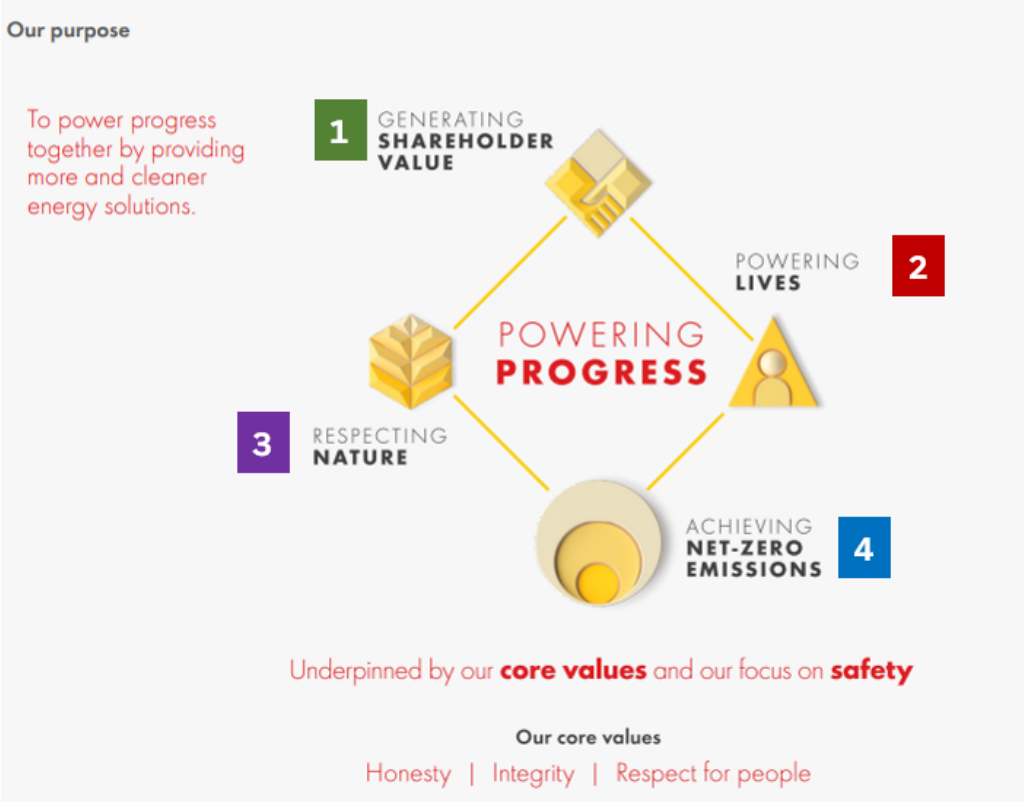 Our purpose
To power progress
together by providing
more and cleaner
energy solutions.
1
GENERATING
SHAREHOLDER
VALUE
POWERING
LIVES
2
POWERING
PROGRESS
3
RESPECTING
NATURE
ACHIEVING
NET-ZERO
EMISSIONS
4
Underpinned by our core values and our focus on safety
Our core values
Honesty | Integrity | Respect for people